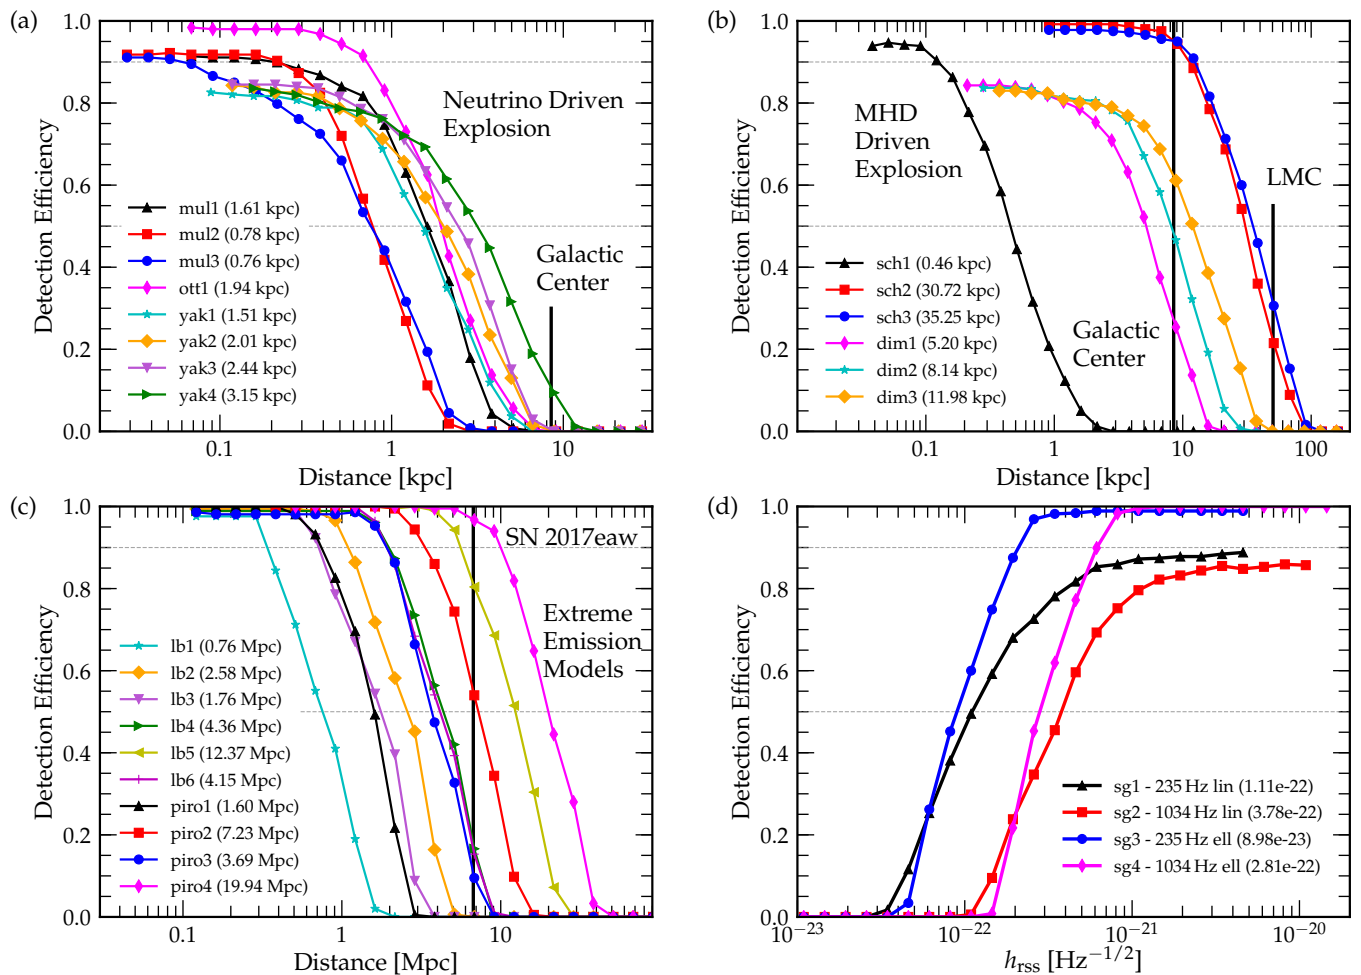 (a)
1.0
0.8
0.6
0.4
0.2
0.0
Detection Efficiency
Neutrino Driven
Explosion
mul1 (1.61 kpc)
mul2 (0.78 kpc)
mul3 (0.76 kpc)
ott1 (1.94 kpc)
yak1 (1.51 kpc)
yak2 (2.01 kpc)
yak3 (2.44 kpc)
yak4 (3.15 kpc)
Galactic
Center
0.1
1
10
Distance [kpc]
(b)
1.0
0.8
0.6
0.4
0.2
0.0
Detection Efficiency
MHD
Driven
Explosion
LMC
sch1 (0.46 kpc)
sch2 (30.72 kpc)
sch3 (35.25 kpc)
dim1 (5.20 kpc)
dim2 (8.14 kpc)
dim3 (11.98 kpc)
Galactic
Center
0.1
1
10
100
Distance [kpc]
(c)
1.0
0.8
0.6
0.4
0.2
0.0
Detection Efficiency
SN 2017eaw
Extreme
Emission
Models
lb1 (0.76 Mpc)
lb2 (2.58 Mpc)
lb3 (1.76 Mpc)
lb4 (4.36 Mpc)
lb5 (12.37 Mpc)
lb6 (4.15 Mpc)
piro1 (1.60 Mpc)
piro2 (7.23 Mpc)
piro3 (3.69 Mpc)
piro4 (19.94 Mpc)
0.1
1
10
Distance [Mpc]
(d)
1.0
0.8
0.6
0.4
0.2
0.0
Detection Efficiency
sg1 - 235 Hz lin (1.11e-22)
sg2 - 1034 Hz lin (3.78e-22)
sg3 - 235 Hz ell (8.98e-23)
sg4 - 1034 Hz ell (2.81e-22)
10⁻²³
10⁻²²
10⁻²¹
10⁻²⁰
h_rss [Hz⁻¹ᐟ²]